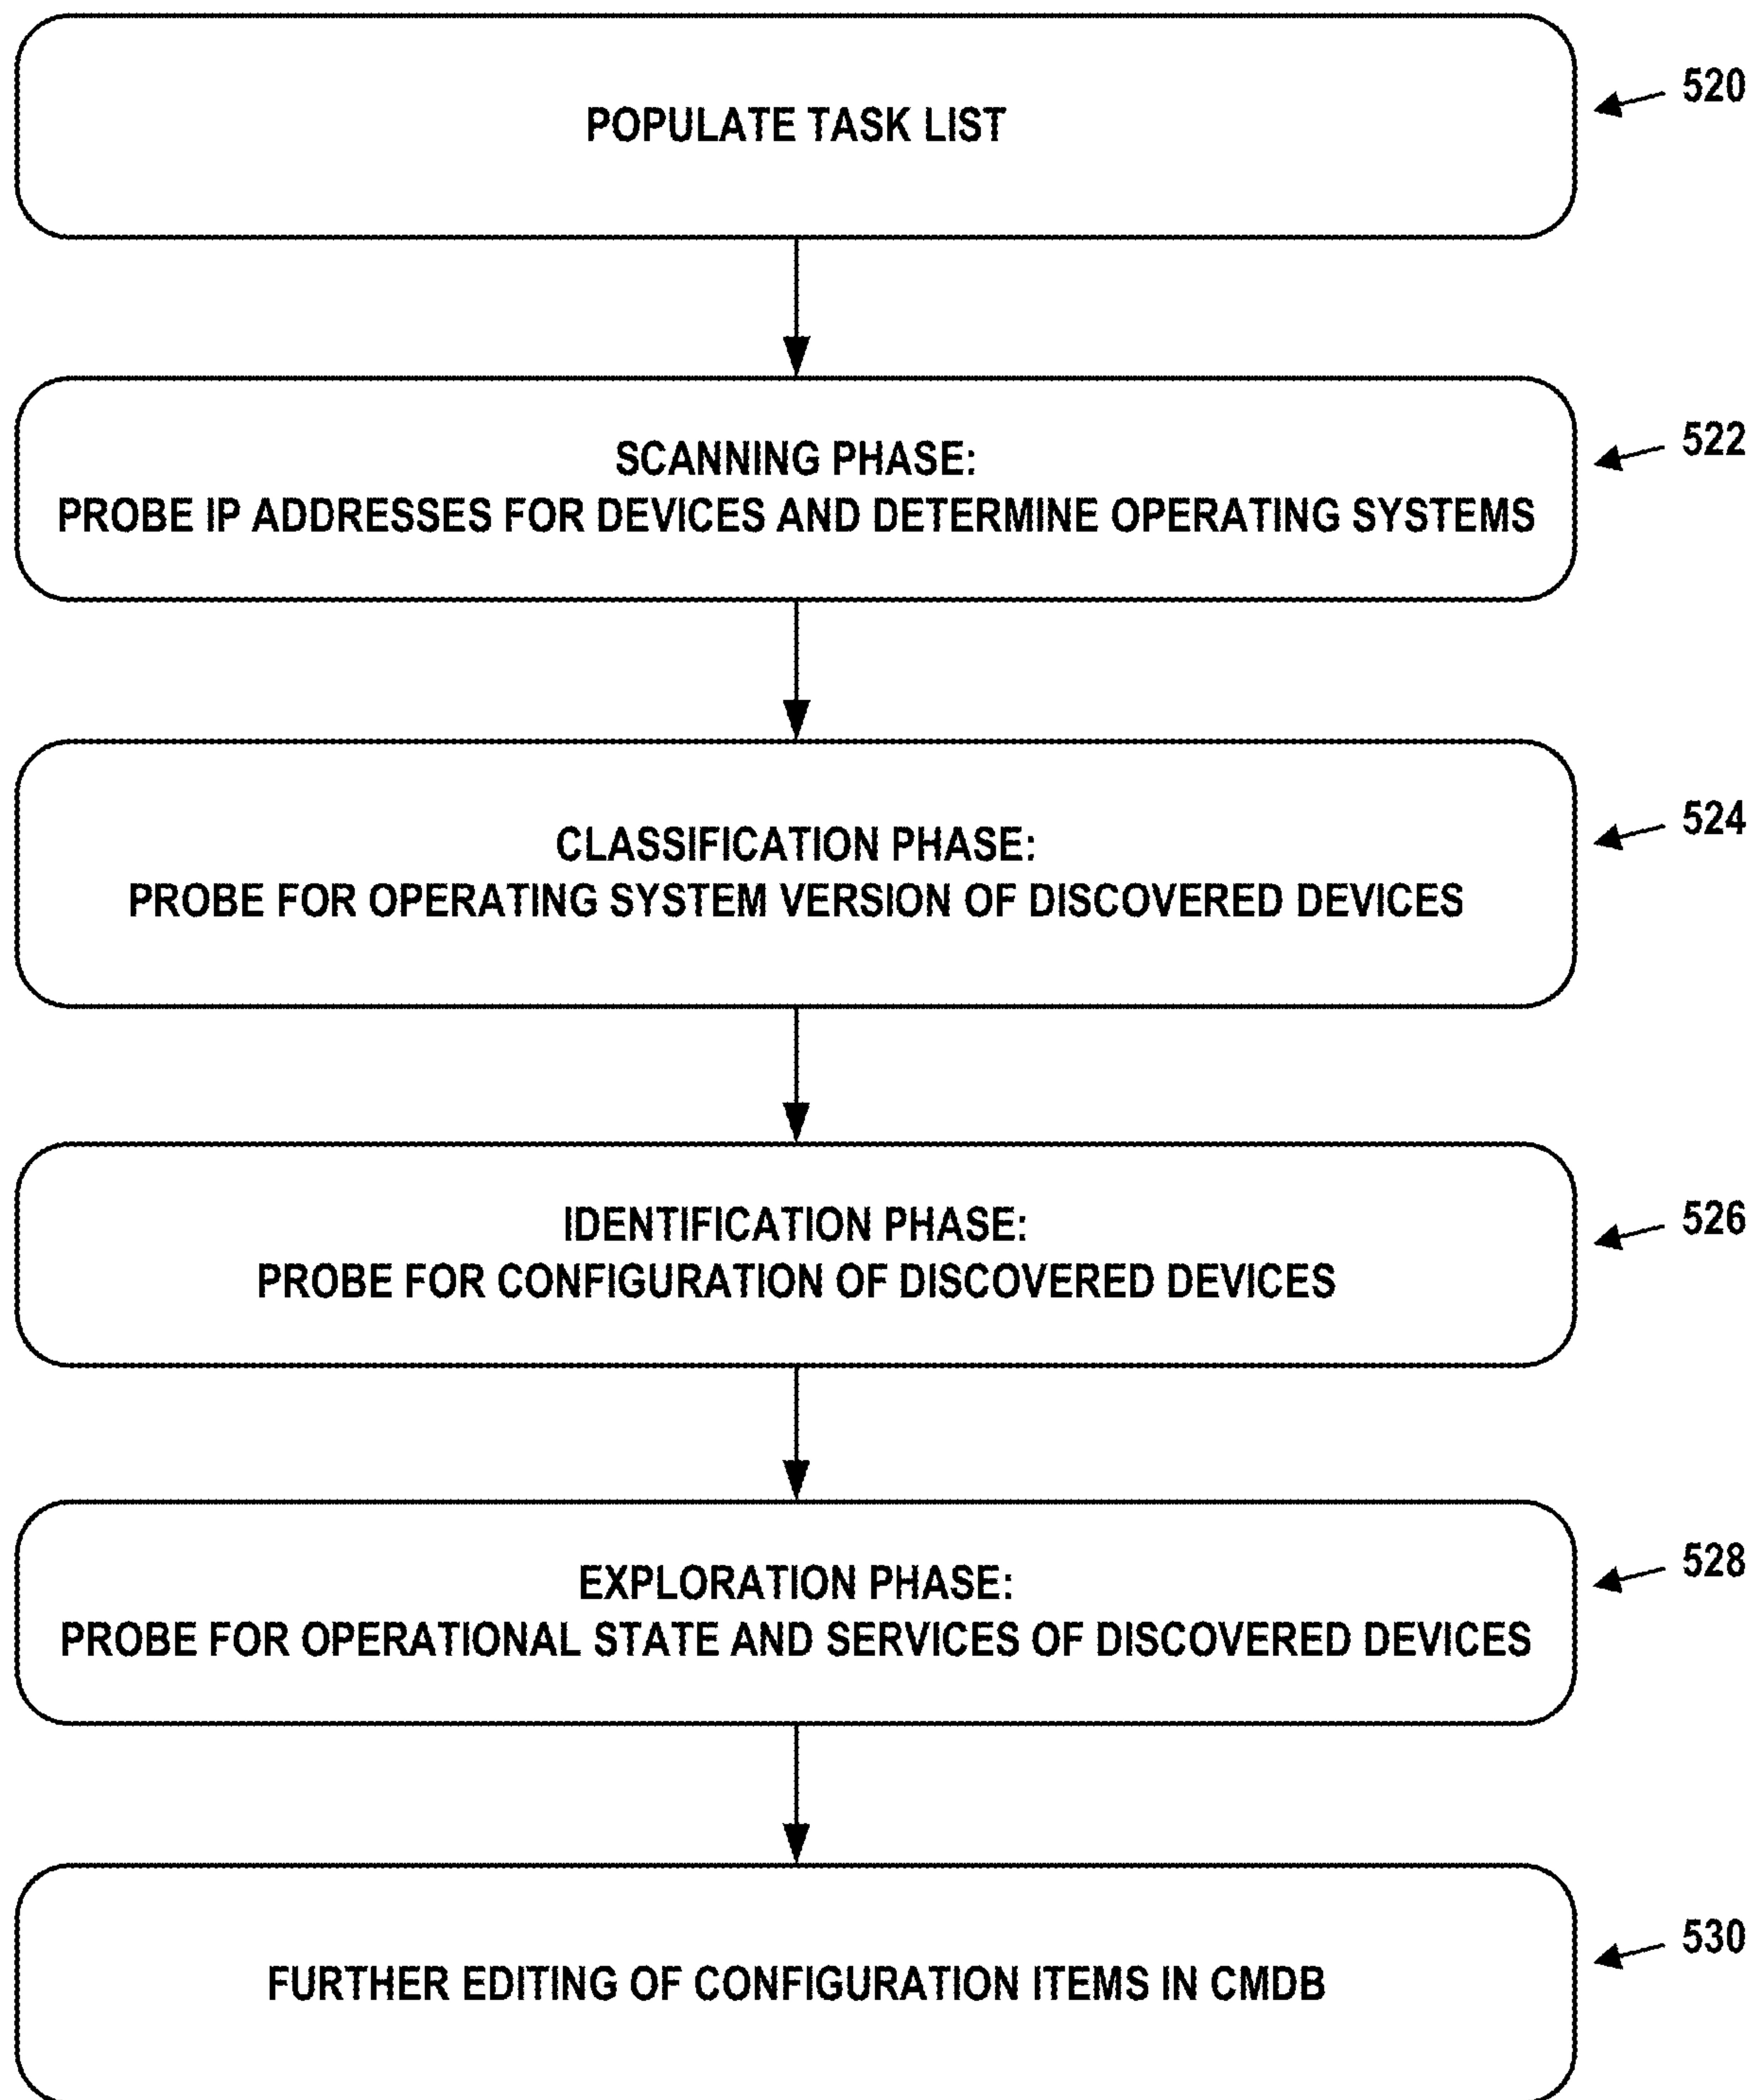 POPULATE TASK LIST
520
SCANNING PHASE:
PROBE IP ADDRESSES FOR DEVICES AND DETERMINE OPERATING SYSTEMS
522
CLASSIFICATION PHASE:
PROBE FOR OPERATING SYSTEM VERSION OF DISCOVERED DEVICES
524
IDENTIFICATION PHASE:
PROBE FOR CONFIGURATION OF DISCOVERED DEVICES
526
EXPLORATION PHASE:
PROBE FOR OPERATIONAL STATE AND SERVICES OF DISCOVERED DEVICES
528
FURTHER EDITING OF CONFIGURATION ITEMS IN CMDB
530